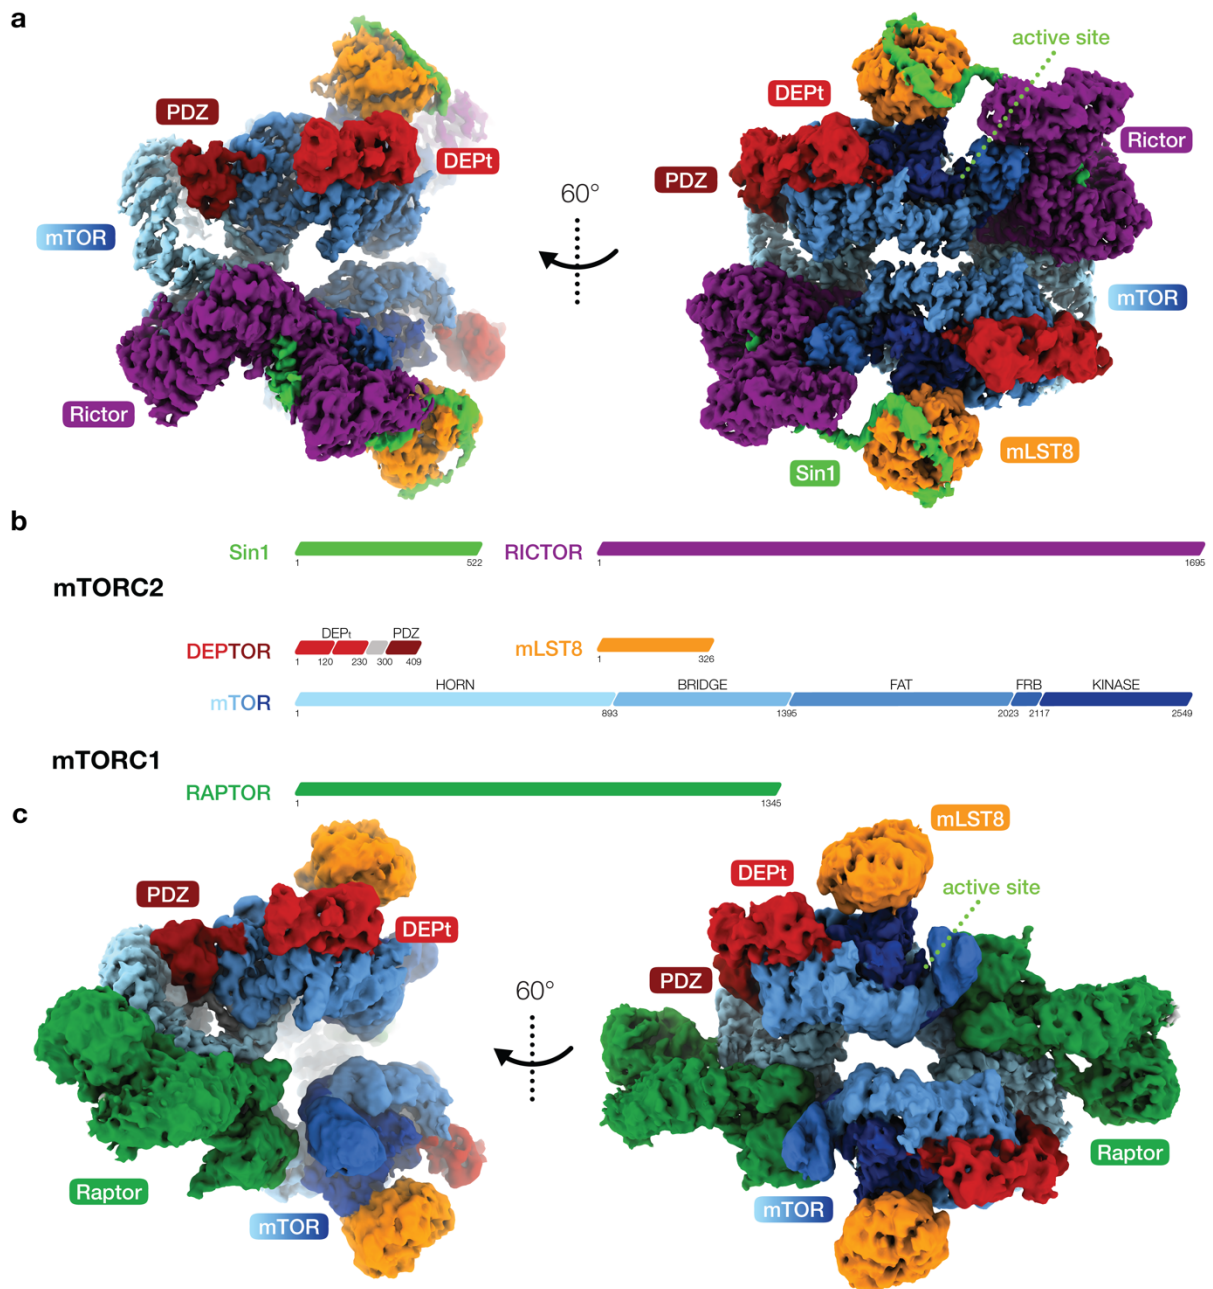 a
PDZ
DEPt
mTOR
Rictor
60°
active site
DEPt
Rictor
PDZ
mTOR
mLST8
Sin1
b
Sin1
1 522
RICTOR
1 1695
mTORC2
DEPt PDZ
DEPTOR
1 120 230 300 409
mLST8
1 326
HORN BRIDGE FAT FRB KINASE
mTOR
1 893 1395 2023 2117 2549
mTORC1
RAPTOR
1 1345
c
PDZ
DEPt
Raptor
mTOR
60°
mLST8
DEPt
active site
PDZ
Raptor
mTOR